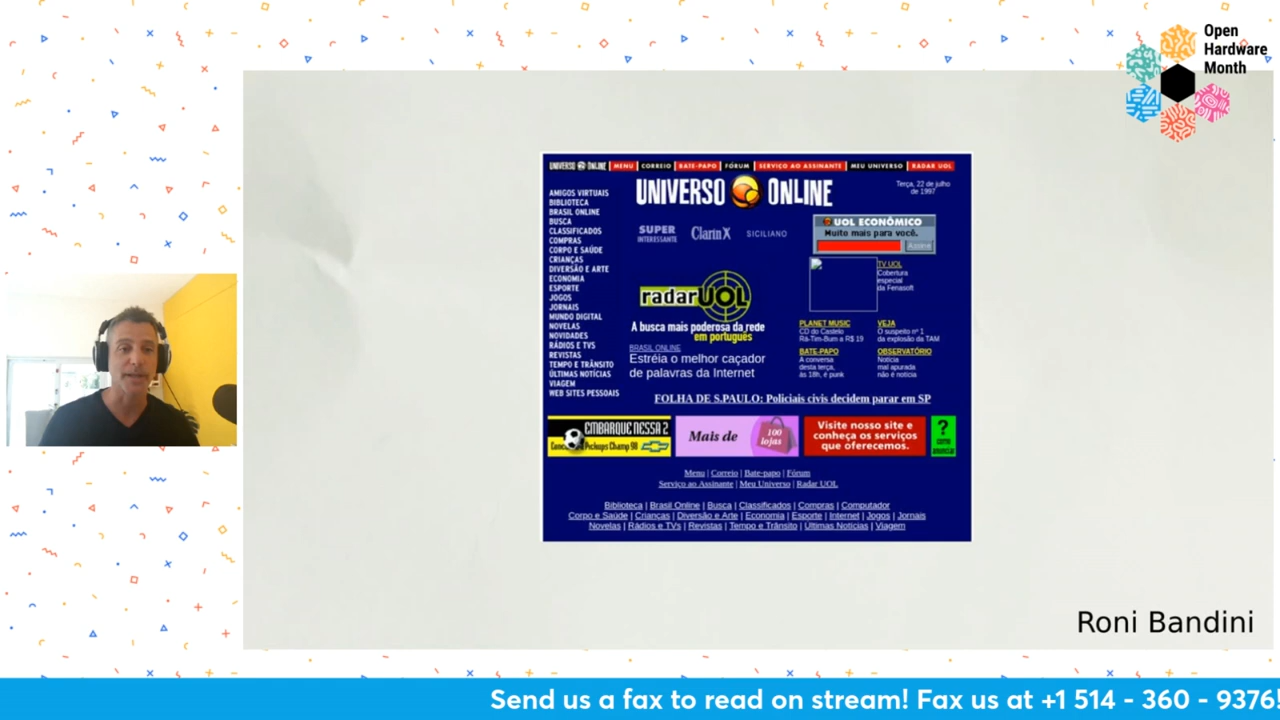 Open
Hardware
Month
UNIVERSO ONLINE MENU CORREIO BATE-PAPO FÓRUM SERVIÇO AO ASSINANTE MEU UNIVERSO RADAR UOL
UNIVERSO ONLINE
Terça, 22 de julho
de 1997
AMIGOS VIRTUAIS
BIBLIOTECA
BRASIL ONLINE
BUSCA
CLASSIFICADOS
COMPRAS
CORPO E SAÚDE
CRIANÇAS
DIVERSÃO E ARTE
ECONOMIA
ESPORTE
JOGOS
JORNAIS
MUNDO DIGITAL
NOVELAS
NOVIDADES
RÁDIOS E TVS
REVISTAS
TEMPO E TRÂNSITO
ÚLTIMAS NOTÍCIAS
VIAGEM
WEB SITES PESSOAIS
SUPER
INTERESSANTE
ClarinX
SICILIANO
UOL ECONÔMICO
Muito mais para você.
Assine
radar UOL
A busca mais poderosa da rede
em português
BRASIL ONLINE
Estréia o melhor caçador
de palavras da Internet
TV UOL
Cobertura
especial
da Fenasoft
PLANET MUSIC
CD do Castelo
Rá-Tim-Bum a R$ 19
VEJA
O suspeito nº 1
da explosão da TAM
BATE-PAPO
A conversa
desta terça,
às 18h, é punk
OBSERVATÓRIO
Notícia
mal apurada
não é notícia
FOLHA DE S.PAULO: Policiais civis decidem parar em SP
EMBARQUE NESSA 2
Pickups Champ 98
Mais de 100 lojas
Visite nosso site e
conheça os serviços
que oferecemos.
?
como
anunciar
Menu | Correio | Bate-papo | Fórum
Serviço ao Assinante | Meu Universo | Radar UOL
Biblioteca | Brasil Online | Busca | Classificados | Compras | Computador
Corpo e Saúde | Crianças | Diversão e Arte | Economia | Esporte | Internet | Jogos | Jornais
Novelas | Rádios e TVs | Revistas | Tempo e Trânsito | Últimas Notícias | Viagem
Roni Bandini
Send us a fax to read on stream! Fax us at +1 514 - 360 - 9376!